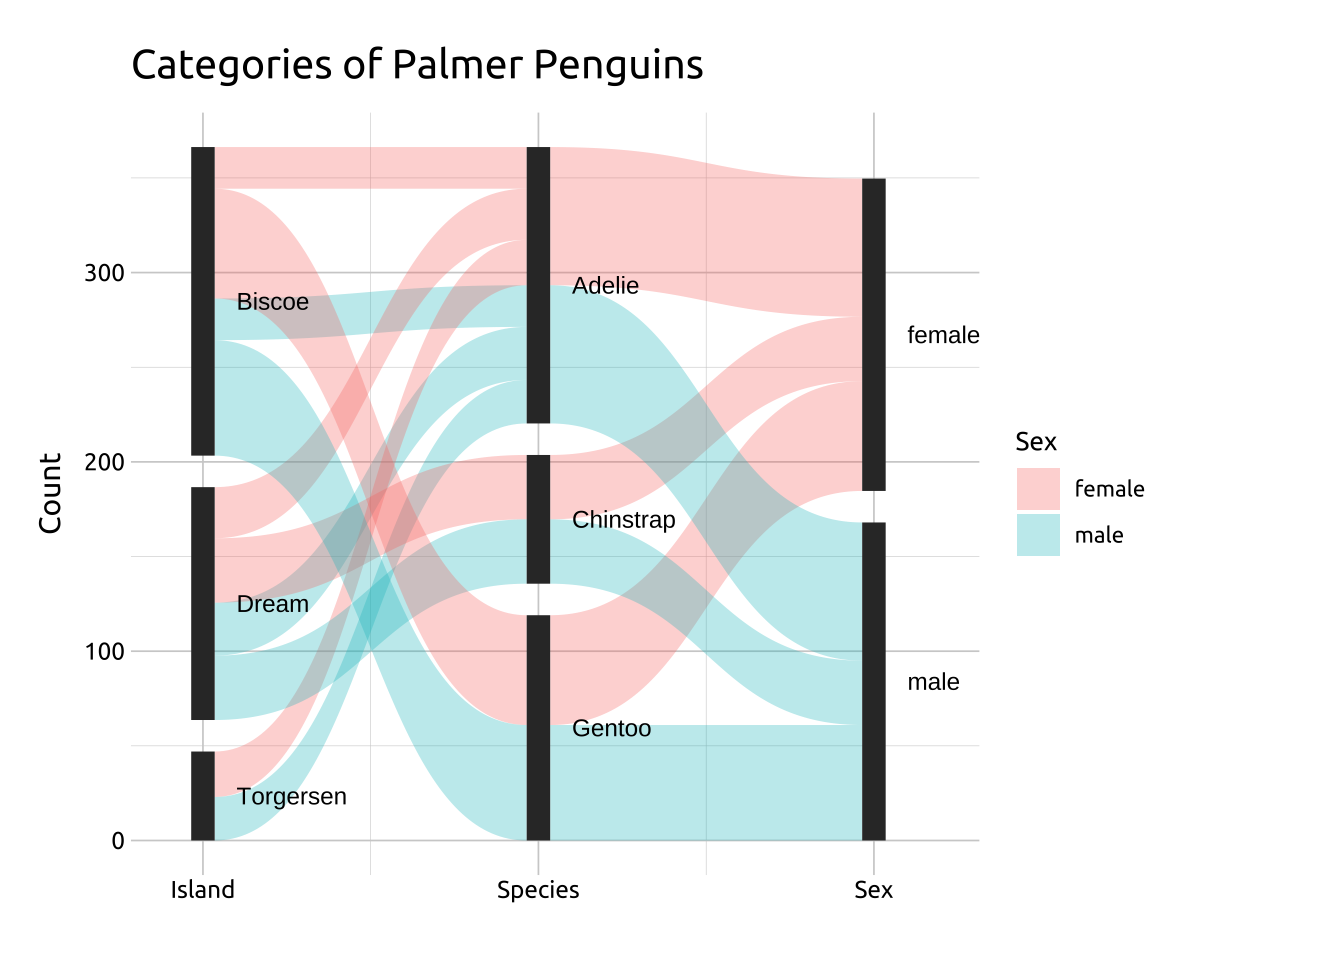 Categories of Palmer Penguins
Count
300
200
100
0
Biscoe
Dream
Torgersen
Adelie
Chinstrap
Gentoo
female
male
Island
Species
Sex
Sex
female
male